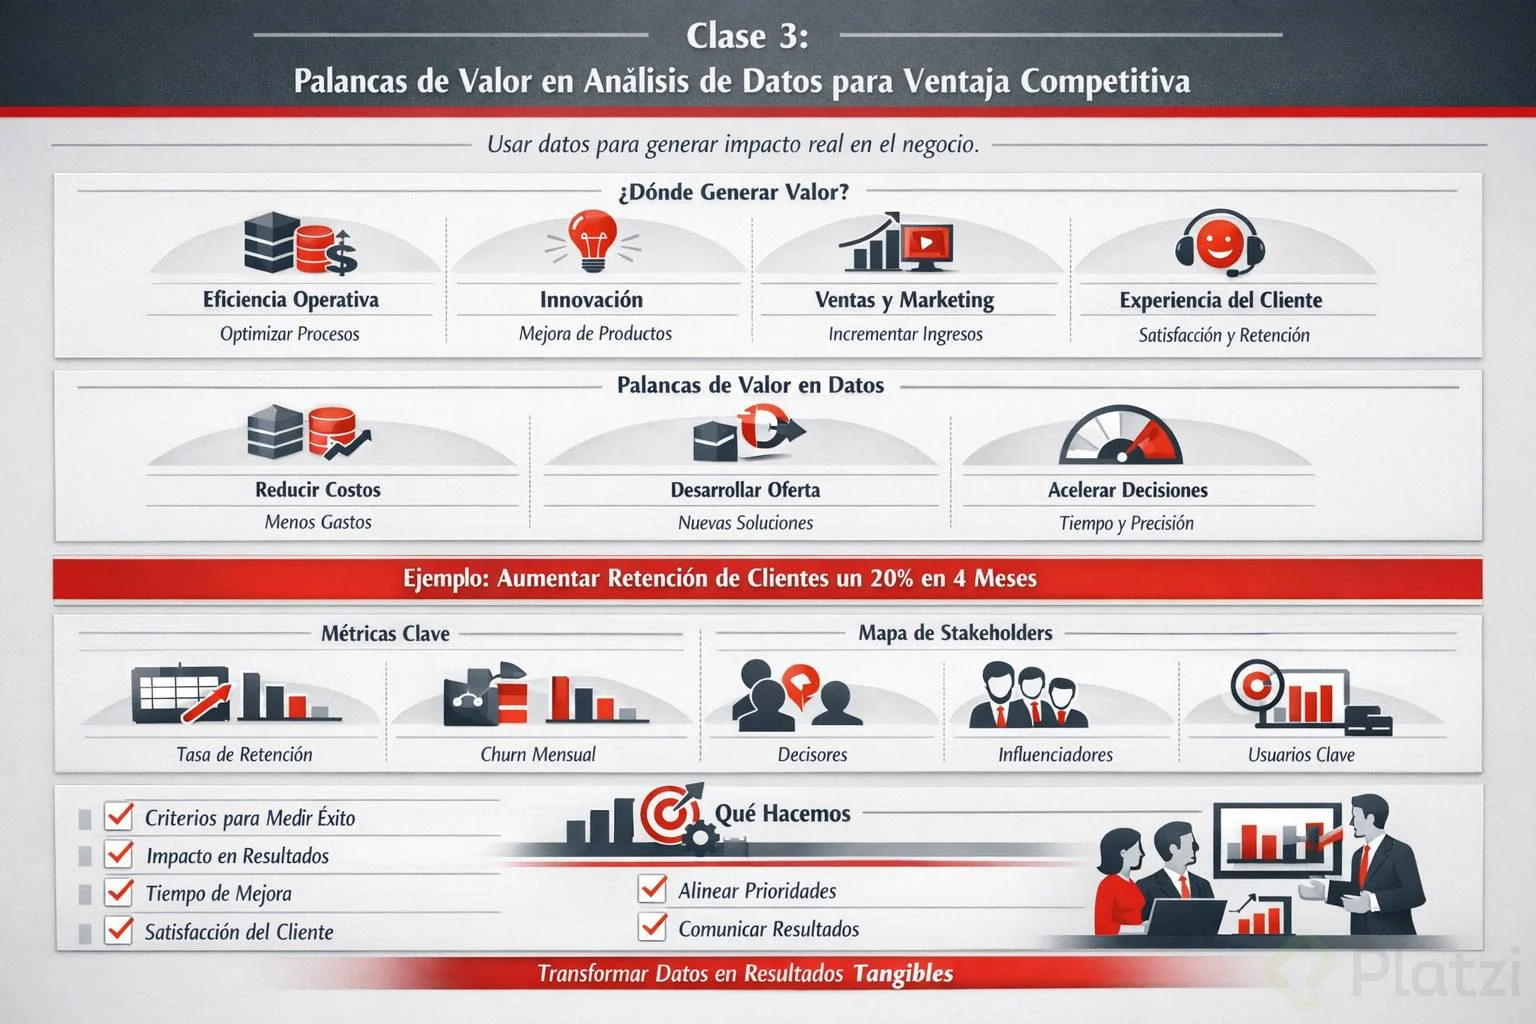 Clase 3:
Palancas de Valor en Análisis de Datos para Ventaja Competitiva
Usar datos para generar impacto real en el negocio.
¿Dónde Generar Valor?
Eficiencia Operativa
Optimizar Procesos
Innovación
Mejora de Productos
Ventas y Marketing
Incrementar Ingresos
Experiencia del Cliente
Satisfacción y Retención
Palancas de Valor en Datos
Reducir Costos
Menos Gastos
Desarrollar Oferta
Nuevas Soluciones
Acelerar Decisiones
Tiempo y Precisión
Ejemplo: Aumentar Retención de Clientes un 20% en 4 Meses
Métricas Clave
Tasa de Retención
Churn Mensual
Mapa de Stakeholders
Decisores
Influenciadores
Usuarios Clave
Criterios para Medir Éxito
Impacto en Resultados
Tiempo de Mejora
Satisfacción del Cliente
Qué Hacemos
Alinear Prioridades
Comunicar Resultados
Transformar Datos en Resultados Tangibles
Platzi